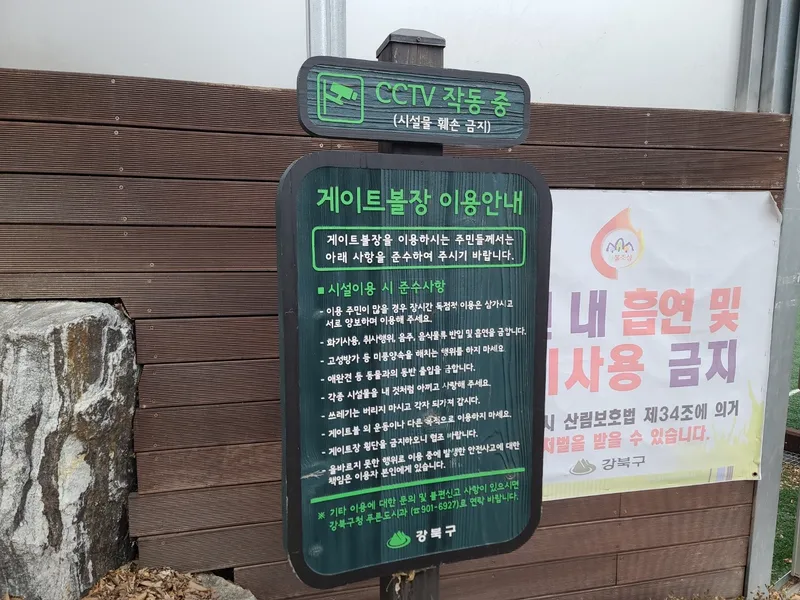 CCTV 작동 중
(시설물 훼손 금지)
게이트볼장 이용안내
게이트볼장을 이용하시는 주민들께서는
아래 사항을 준수하여 주시기 바랍니다.
■ 시설이용 시 준수사항
- 이용 주민이 많을 경우 장시간 독점적 이용은 삼가시고
서로 양보하며 이용해 주세요.
- 화기사용, 취사행위, 음주, 음식물류 반입 및 흡연을 금합니다.
- 고성방가 등 미풍양속을 해치는 행위를 하지 마세요
- 애완견 등 동물과의 동반 출입을 금합니다.
- 각종 시설물을 내 것처럼 아끼고 사랑해 주세요.
- 쓰레기는 버리지 마시고 각자 되가져 갑시다.
- 게이트볼 외 운동이나 다른 목적으로 이용하지 마세요.
- 게이트장 횡단을 금지하오니 협조 바랍니다.
- 올바르지 못한 행위로 이용 중에 발생한 안전사고에 대한
책임은 이용자 본인에게 있습니다.
※ 기타 이용에 대한 문의 및 불편신고 사항이 있으시면
강북구청 푸른도시과 (☎901-6927)로 연락 바랍니다.
강북구
내 흡연 및
사용 금지
시 산림보호법 제34조에 의거
처벌을 받을 수 있습니다.
강북구